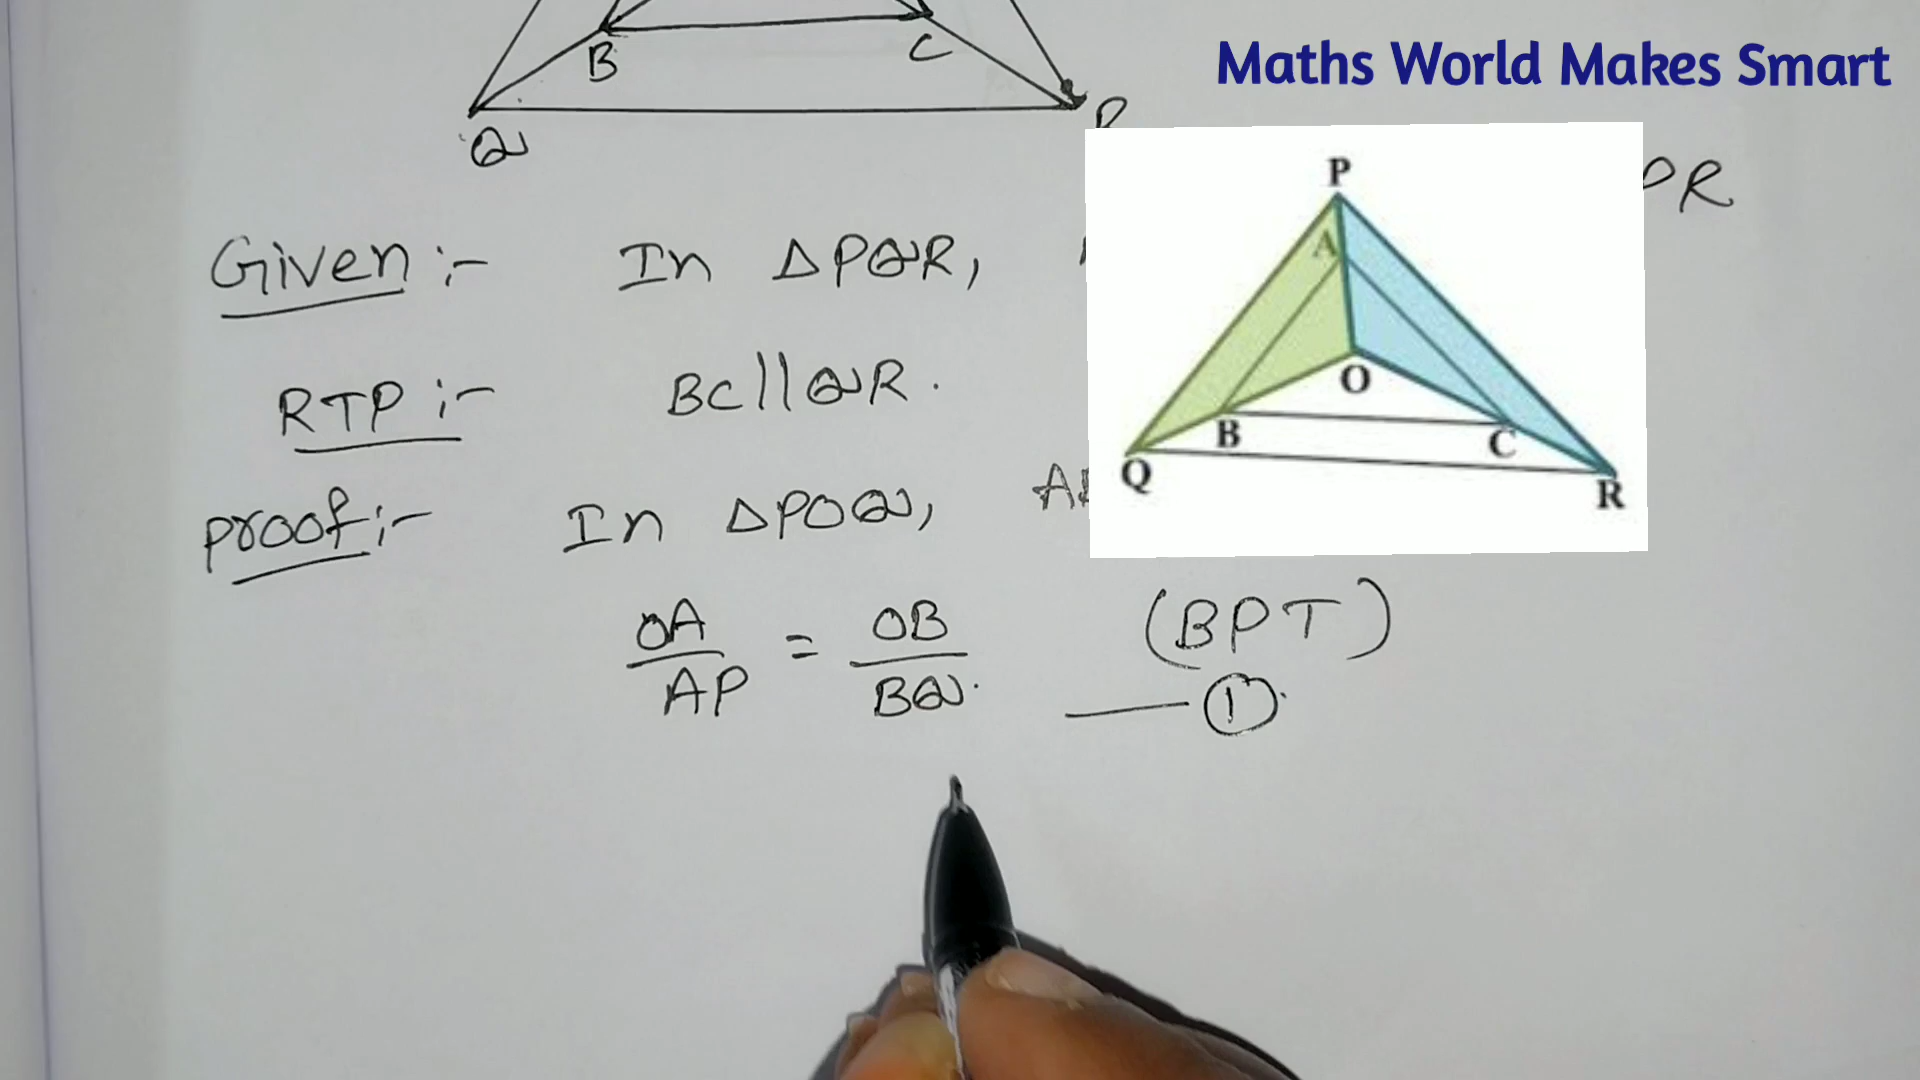 Maths World Makes Smart
B
C
Q
R
P
A
O
B
C
Q
R
PR
Given :- In ΔPQR,
RTP :- BC||QR.
Proof :- In ΔPOQ,
OA/AP = OB/BQ. (BPT)
—— ①.